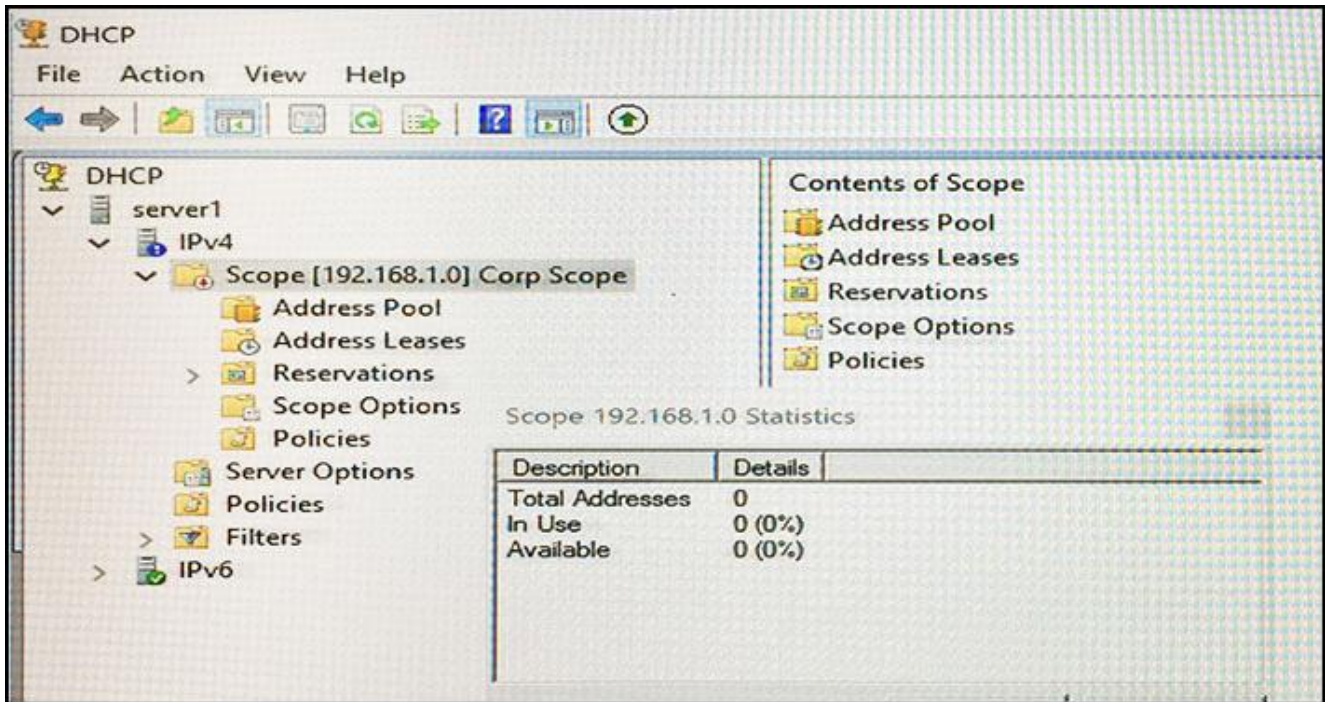 DHCP
File Action View Help
DHCP
server1
IPv4
Scope [192.168.1.0] Corp Scope
Address Pool
Address Leases
Reservations
Scope Options
Policies
Server Options
Policies
Filters
IPv6
Contents of Scope
Address Pool
Address Leases
Reservations
Scope Options
Policies
Scope 192.168.1.0 Statistics
Description Details
Total Addresses 0
In Use 0 (0%)
Available 0 (0%)